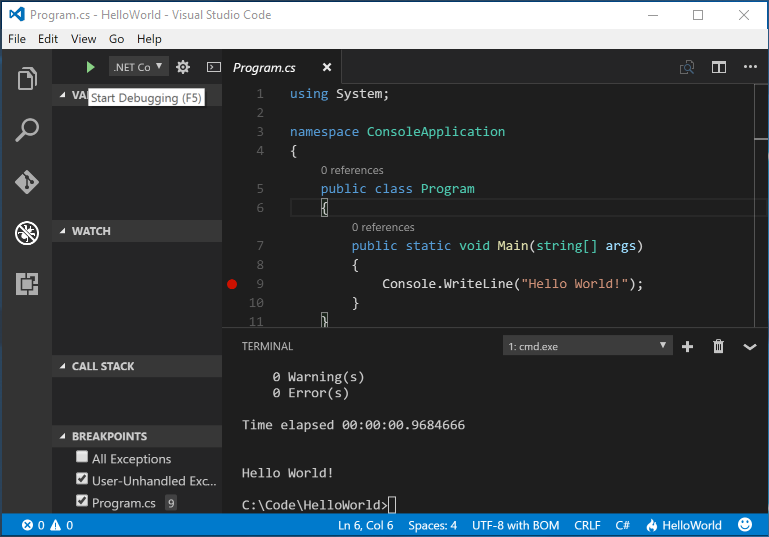 Program.cs - HelloWorld - Visual Studio Code
File Edit View Go Help
.NET Co
Program.cs
Start Debugging (F5)
1 using System;
2
3 namespace ConsoleApplication
4 {
0 references
5 public class Program
6 {
0 references
7 public static void Main(string[] args)
8 {
9 Console.WriteLine("Hello World!");
10 }
11 }
WATCH
CALL STACK
BREAKPOINTS
All Exceptions
User-Unhandled Exc...
Program.cs 9
TERMINAL
1: cmd.exe
0 Warning(s)
0 Error(s)
Time elapsed 00:00:00.9684666
Hello World!
C:\Code\HelloWorld>
0 0
Ln 6, Col 6 Spaces: 4 UTF-8 with BOM CRLF C# HelloWorld